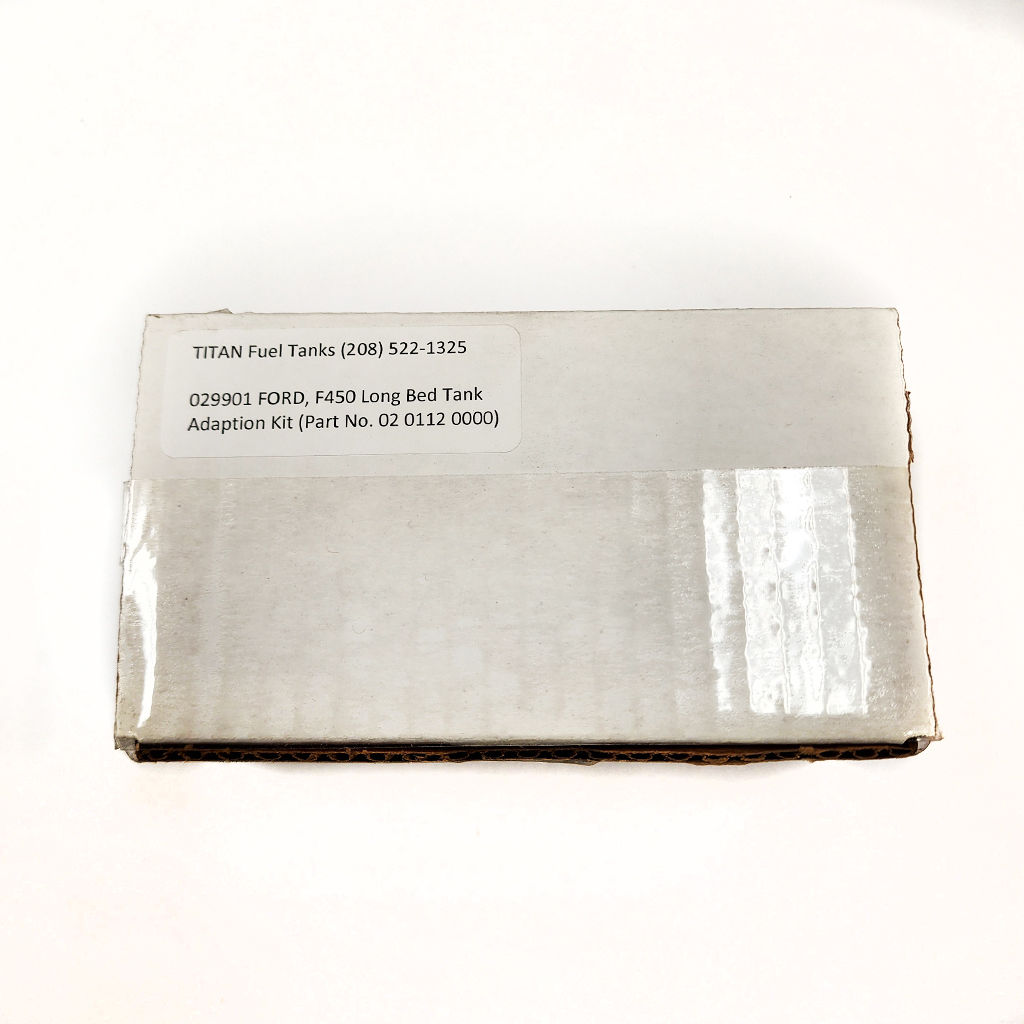 TITAN Fuel Tanks (208) 522-1325
029901 FORD, F450 Long Bed Tank
Adaption Kit (Part No. 02 0112 0000)